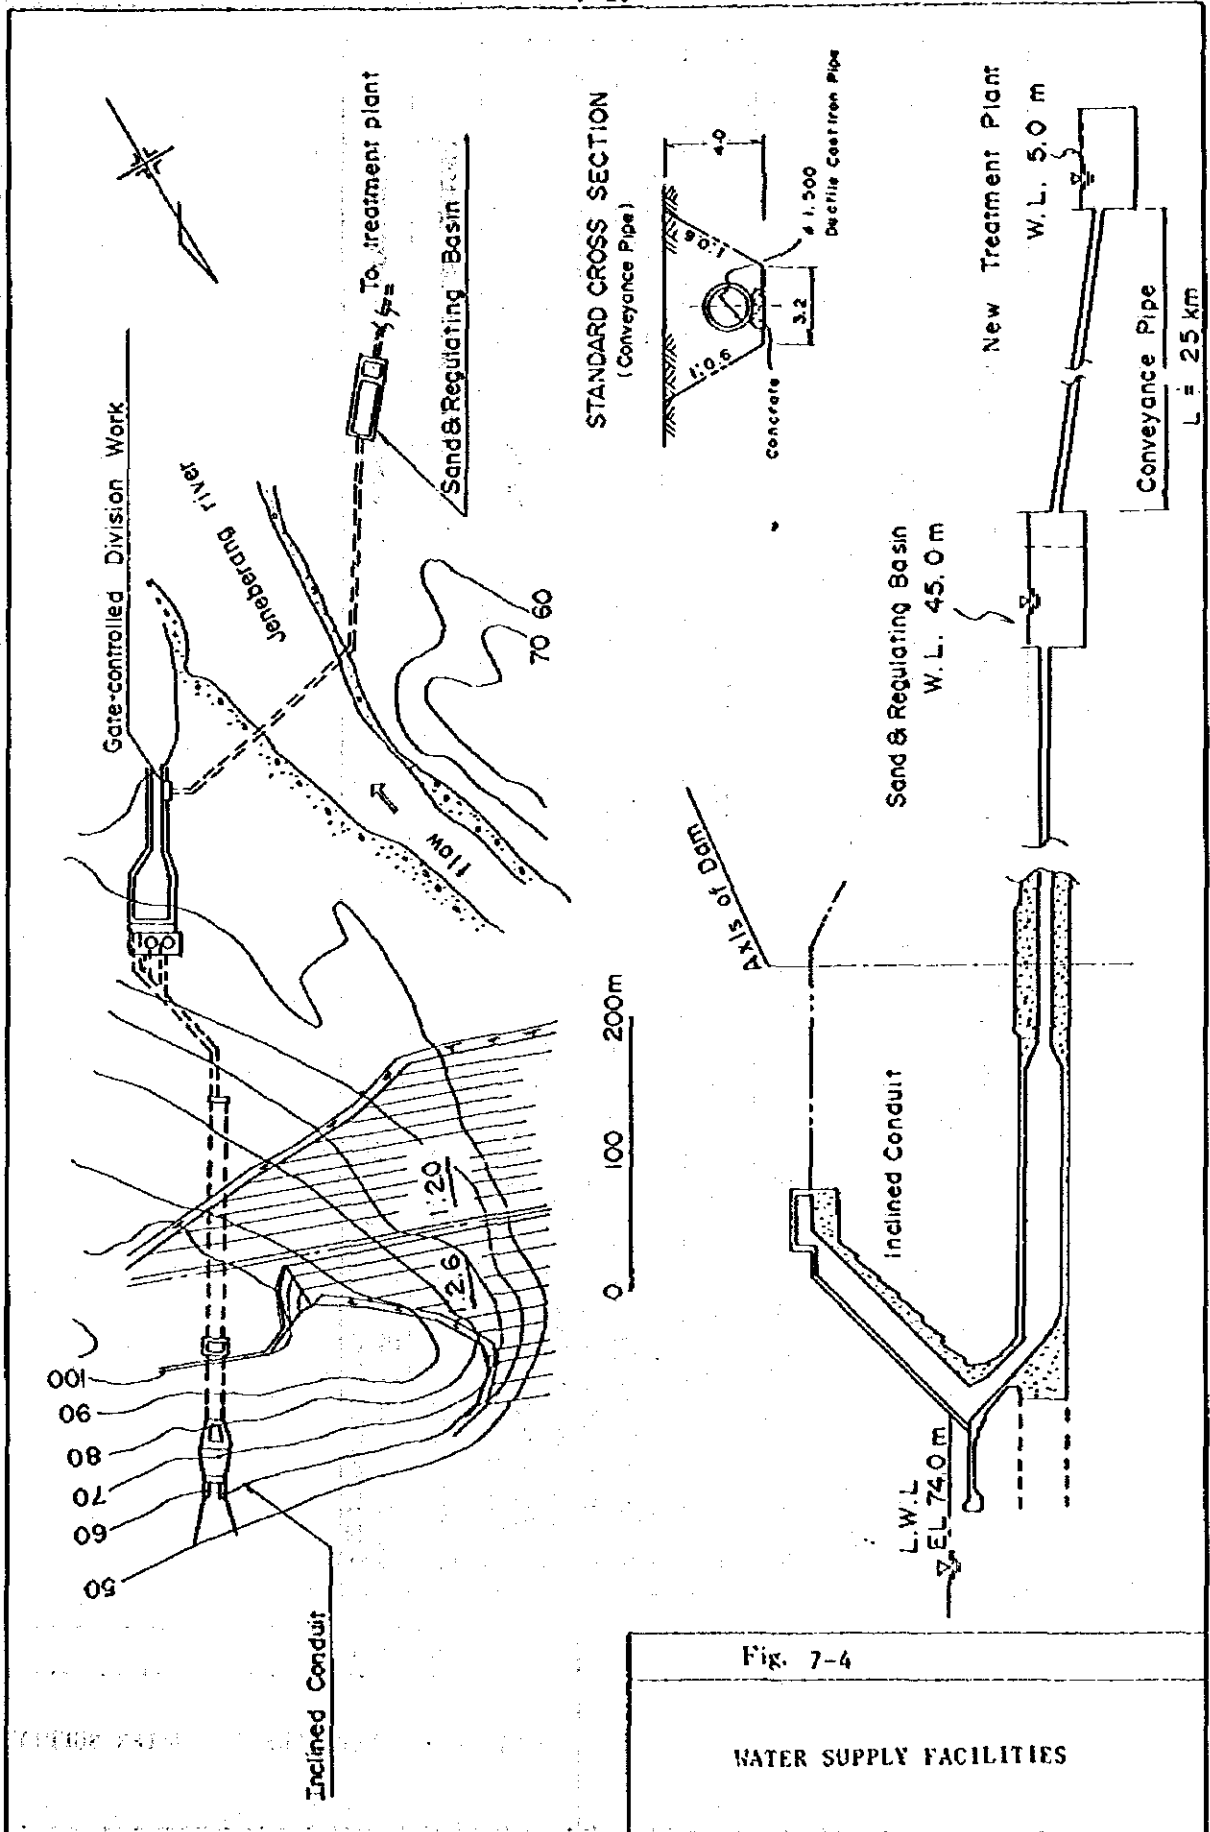 To treatment plant
Sand & Regulating Basin
Gate-controlled Division Work
Jeneberang river
flow
70 60
1:20
1:2.6
100
90
80
70
60
50
Inclined Conduit
0 100 200m
STANDARD CROSS SECTION
(Conveyance Pipe)
4.0
1:0.6
1:0.6
3.2
ø 1,500
Ductile Cast Iron Pipe
Concrete
New Treatment Plant
W.L. 5.0 m
Conveyance Pipe
L = 25 km
Sand & Regulating Basin
W.L. 45.0 m
Axis of Dam
Inclined Conduit
L.W.L
EL 74.0 m
Fig. 7-4
WATER SUPPLY FACILITIES